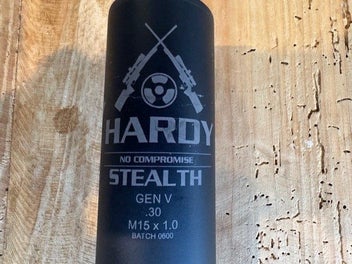 HARDY
NO COMPROMISE
STEALTH
GEN V
.30
M15 x 1.0
BATCH 0600